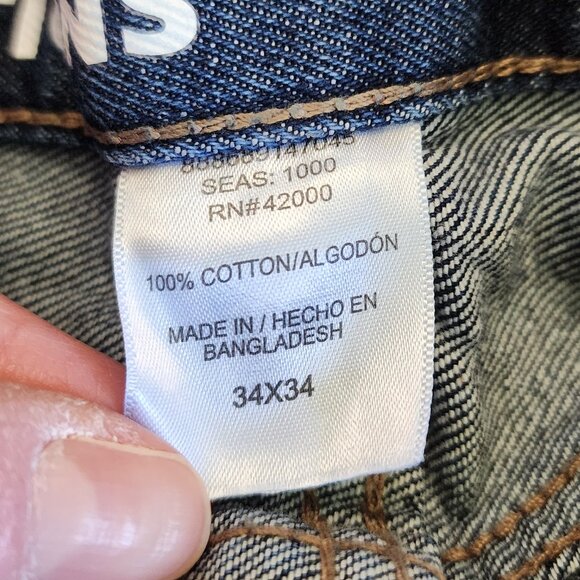 SEAS: 1000
RN#42000
100% COTTON/ALGODÓN
MADE IN / HECHO EN
BANGLADESH
34X34